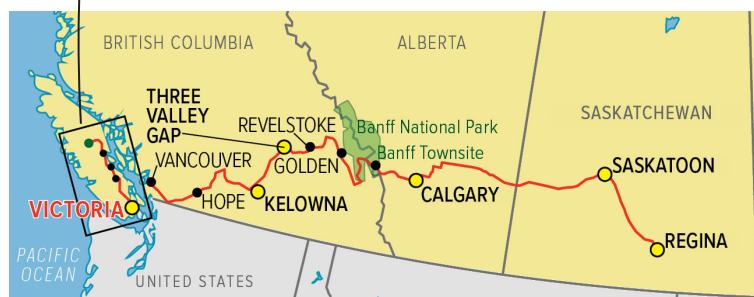 BRITISH COLUMBIA
ALBERTA
SASKATCHEWAN
THREE
VALLEY
GAP
REVELSTOKE
GOLDEN
Banff National Park
Banff Townsite
VANCOUVER
HOPE
KELOWNA
CALGARY
SASKATOON
REGINA
VICTORIA
PACIFIC
OCEAN
UNITED STATES